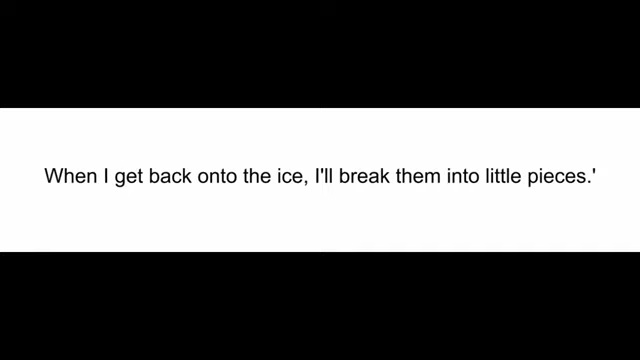 When I get back onto the ice, I'll break them into little pieces.'